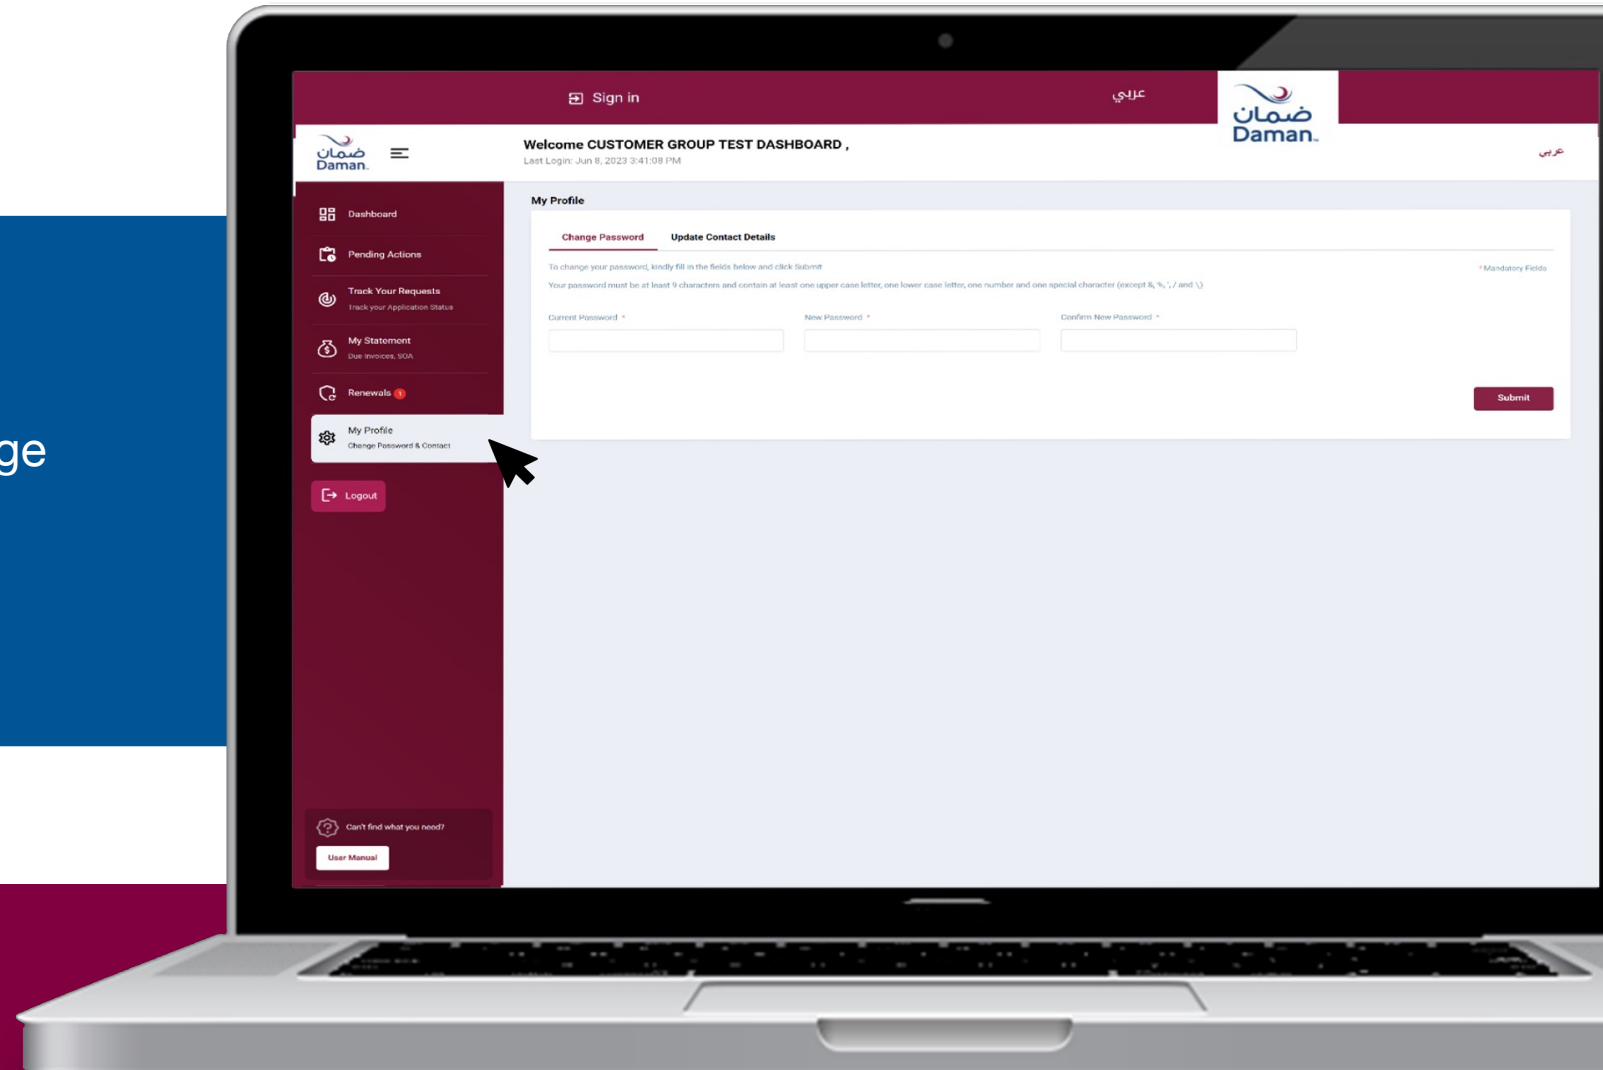 ge
Sign in
عربي
ضمان
Daman
ضمان
Daman
Welcome CUSTOMER GROUP TEST DASHBOARD ,
Last Login: Jun 8, 2023 3:41:08 PM
عربي
Dashboard
Pending Actions
Track Your Requests
Track your Application Status
My Statement
Due Invoices, SOA
Renewals 1
My Profile
Change Password & Contact
Logout
Can't find what you need?
User Manual
My Profile
Change Password Update Contact Details
To change your password, kindly fill in the fields below and click Submit
* Mandatory Fields
Your password must be at least 9 characters and contain at least one upper case letter, one lower case letter, one number and one special character (except &, %, ', / and \)
Current Password * New Password * Confirm New Password *
Submit